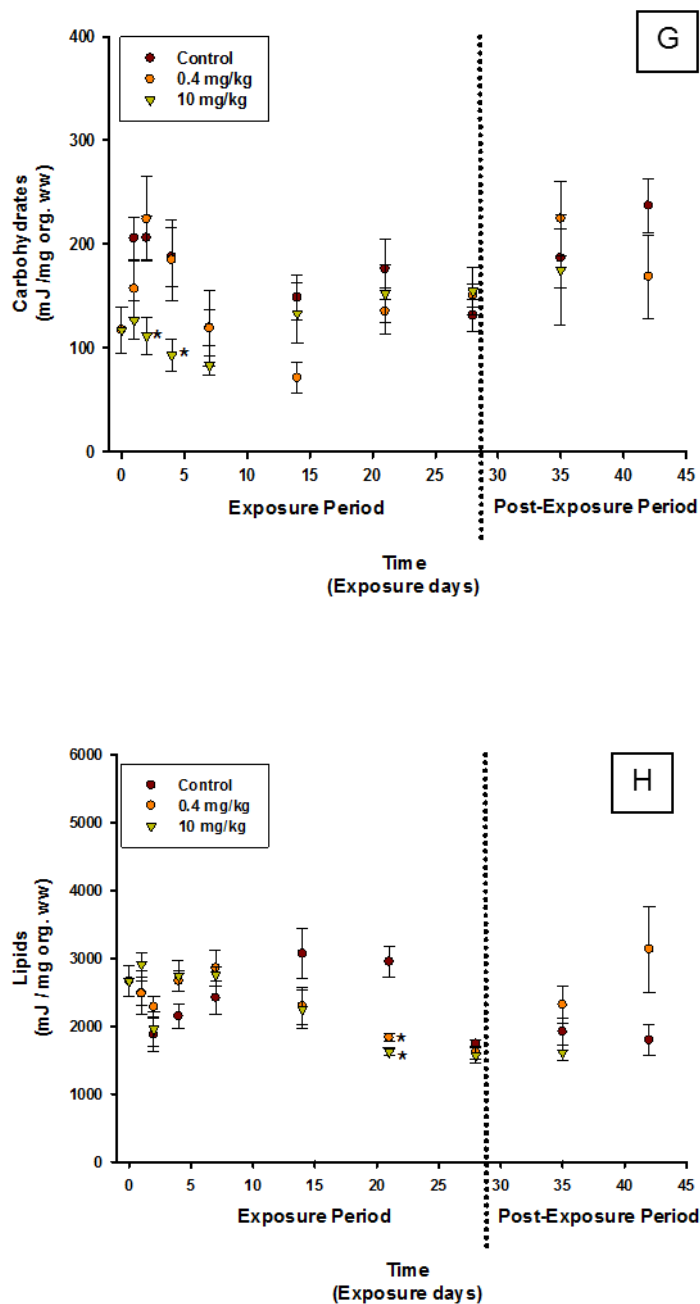 G
400
300
200
100
0
Carbohydrates
(mJ /mg org. ww)
Control
0.4 mg/kg
10 mg/kg
*
*
0 5 10 15 20 25 30 35 40 45
Exposure Period Post-Exposure Period
Time
(Exposure days)
H
6000
5000
4000
3000
2000
1000
0
Lipids
(mJ / mg org. ww)
Control
0.4 mg/kg
10 mg/kg
*
*
0 5 10 15 20 25 30 35 40 45
Exposure Period Post-Exposure Period
Time
(Exposure days)